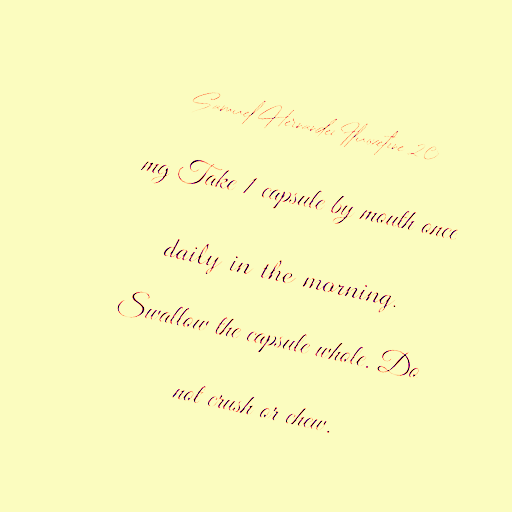 Samuel Hernandez Fluoxetine 20
mg Take 1 capsule by mouth once
daily in the morning.
Swallow the capsule whole. Do
not crush or chew.